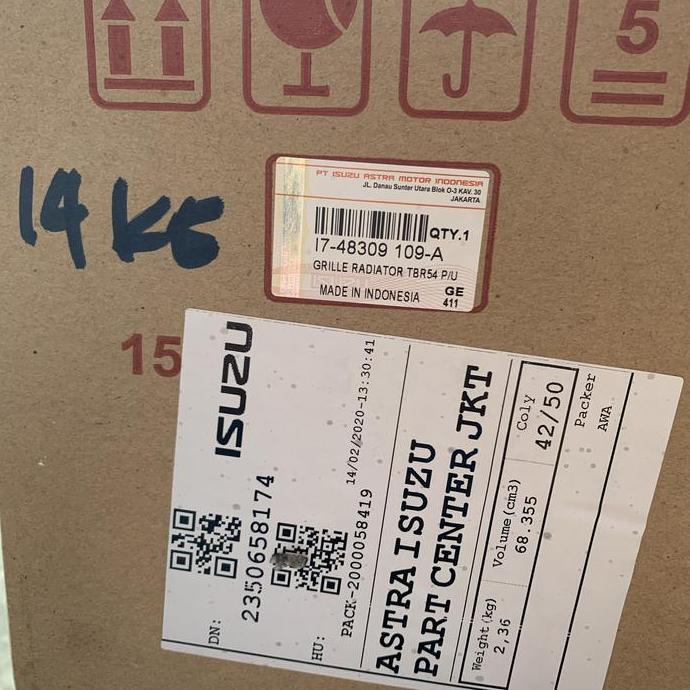 5
14 KG
PT ISUZU ASTRA MOTOR INDONESIA
JL. Danau Sunter Utara Blok O-3 KAV. 30
JAKARTA
QTY.1
I7-48309 109-A
GRILLE RADIATOR TBR54 P/U
MADE IN INDONESIA
GE
411
15
ISUZU
DN:
2350658174
HU:
PACK-2000058419
14/02/2020-13:30:41
ASTRA ISUZU
PART CENTER JKT
Weight(kg)
2,36
Volume(cm3)
68.355
Coly
42/50
Packer
AWA